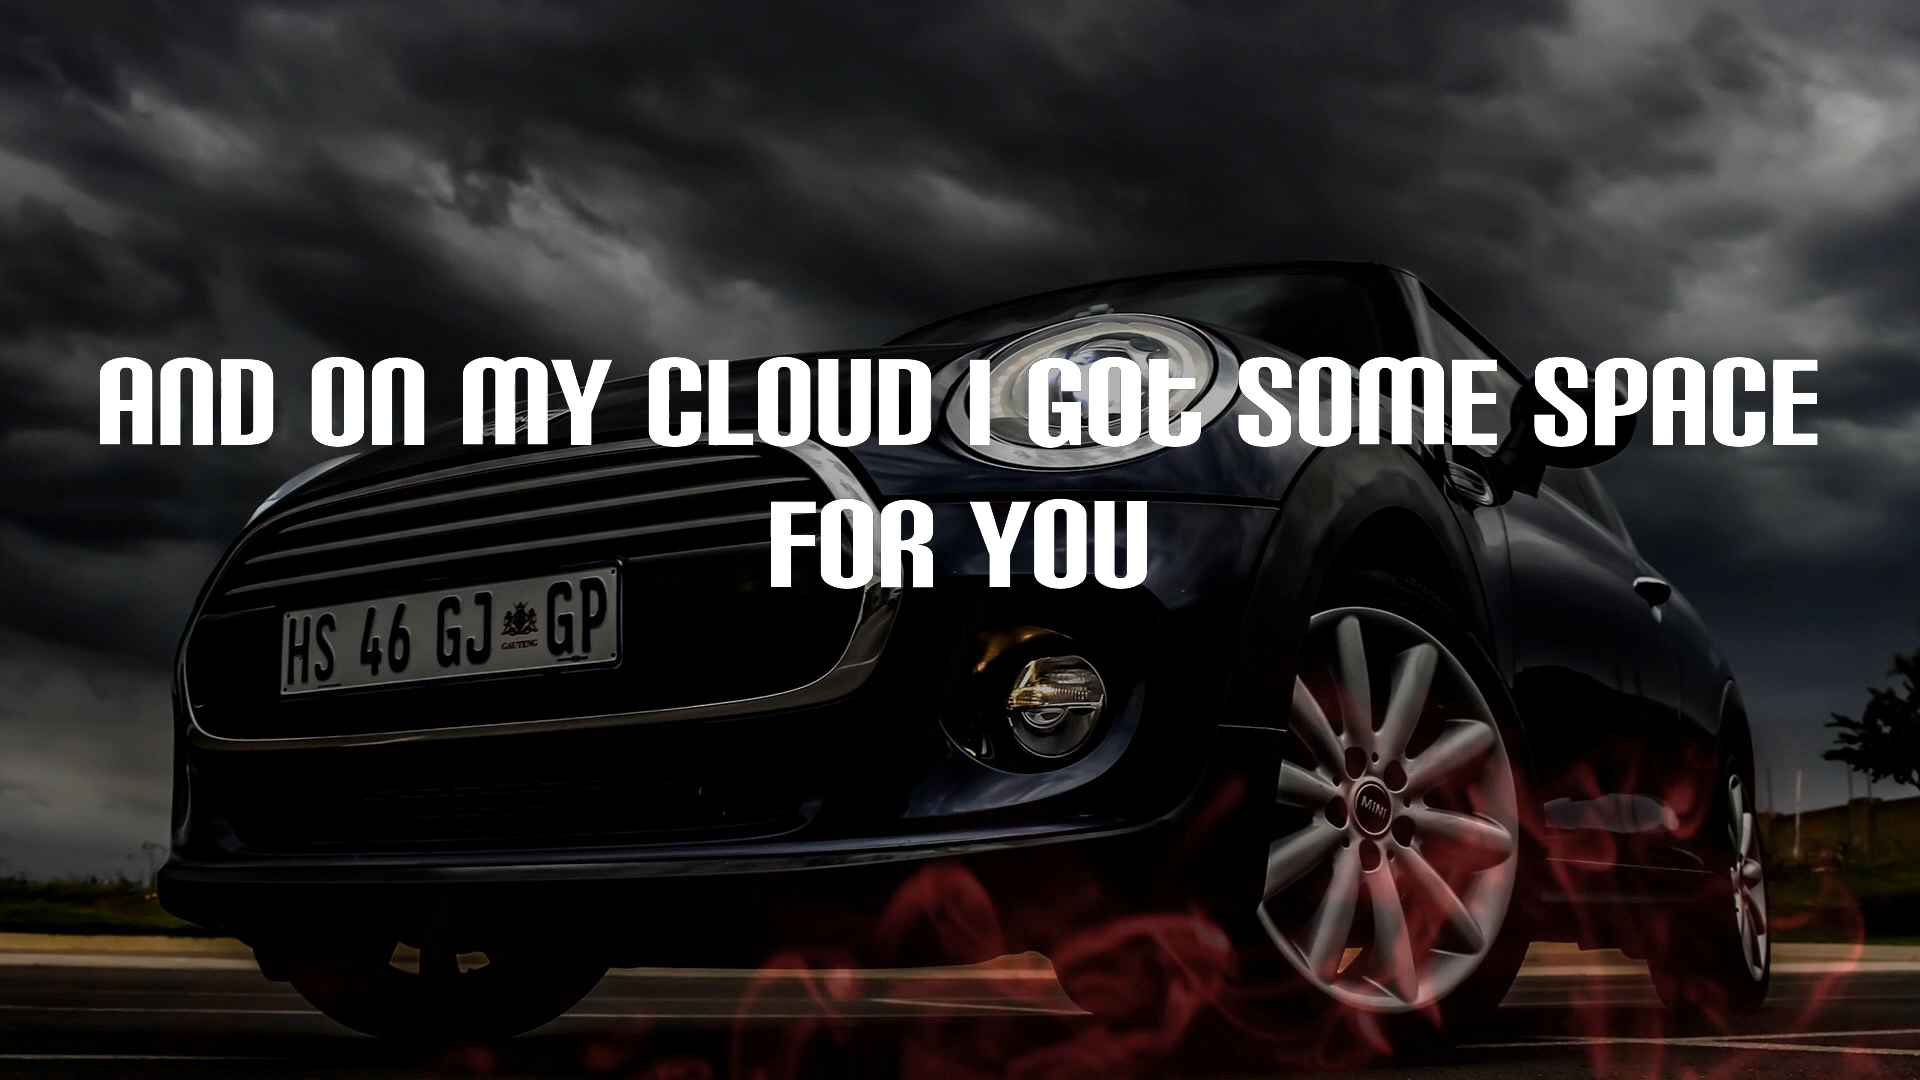 AND ON MY CLOUD I GOT SOME SPACE
FOR YOU
HS 46 GJ GP
GAUTENG
MINI